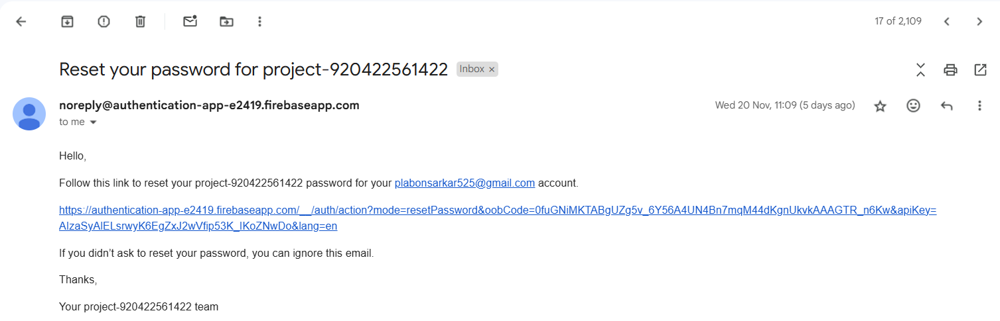 17 of 2,109
Reset your password for project-920422561422 Inbox ×
noreply@authentication-app-e2419.firebaseapp.com
Wed 20 Nov, 11:09 (5 days ago)
to me
Hello,
Follow this link to reset your project-920422561422 password for your plabonsarkar525@gmail.com account.
https://authentication-app-e2419.firebaseapp.com/__/auth/action?mode=resetPassword&oobCode=0fuGNiMKTABgUZg5v_6Y56A4UN4Bn7mqM44dKgnUkvkAAAGTR_n6Kw&apiKey=
AIzaSyAlELsrwyK6EgZxJ2wVfip53K_IKoZNwDo&lang=en
If you didn’t ask to reset your password, you can ignore this email.
Thanks,
Your project-920422561422 team